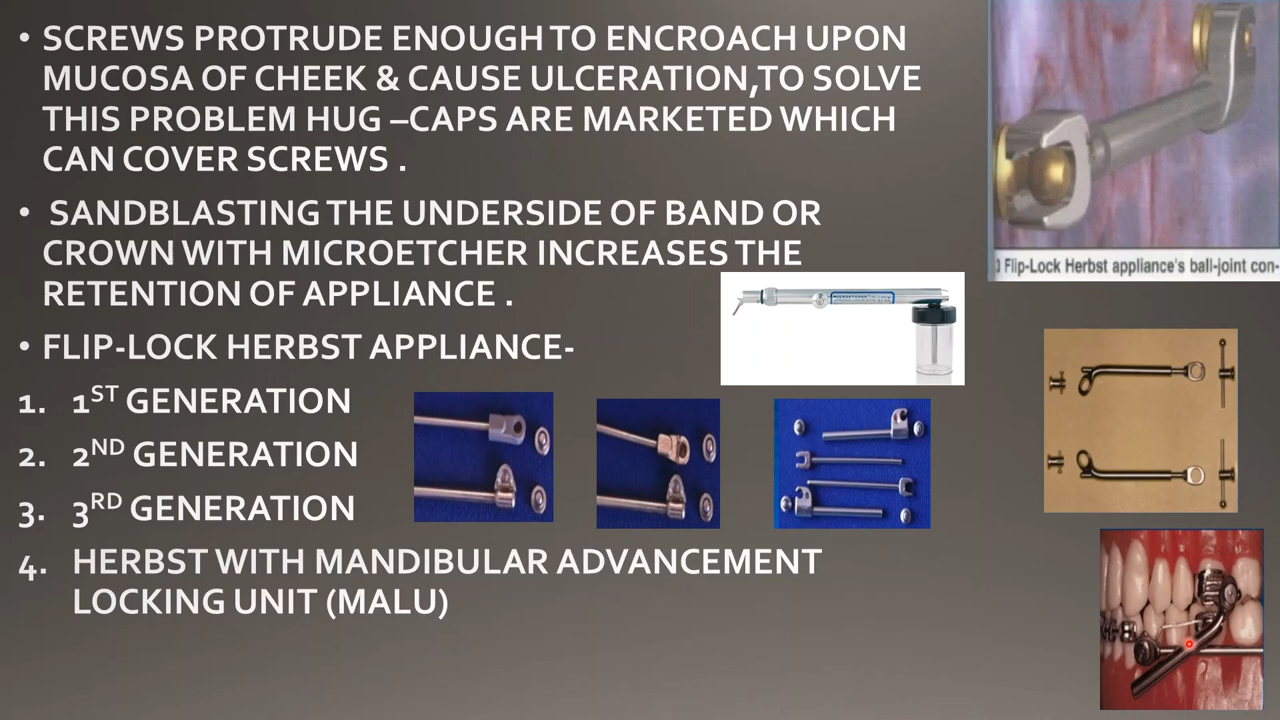 • SCREWS PROTRUDE ENOUGH TO ENCROACH UPON
MUCOSA OF CHEEK & CAUSE ULCERATION,TO SOLVE
THIS PROBLEM HUG –CAPS ARE MARKETED WHICH
CAN COVER SCREWS .
• SANDBLASTING THE UNDERSIDE OF BAND OR
CROWN WITH MICROETCHER INCREASES THE
RETENTION OF APPLIANCE .
• FLIP-LOCK HERBST APPLIANCE-
1. 1ST GENERATION
2. 2ND GENERATION
3. 3RD GENERATION
4. HERBST WITH MANDIBULAR ADVANCEMENT
LOCKING UNIT (MALU)
Flip-Lock Herbst appliance's ball-joint con-
MICROETCHER